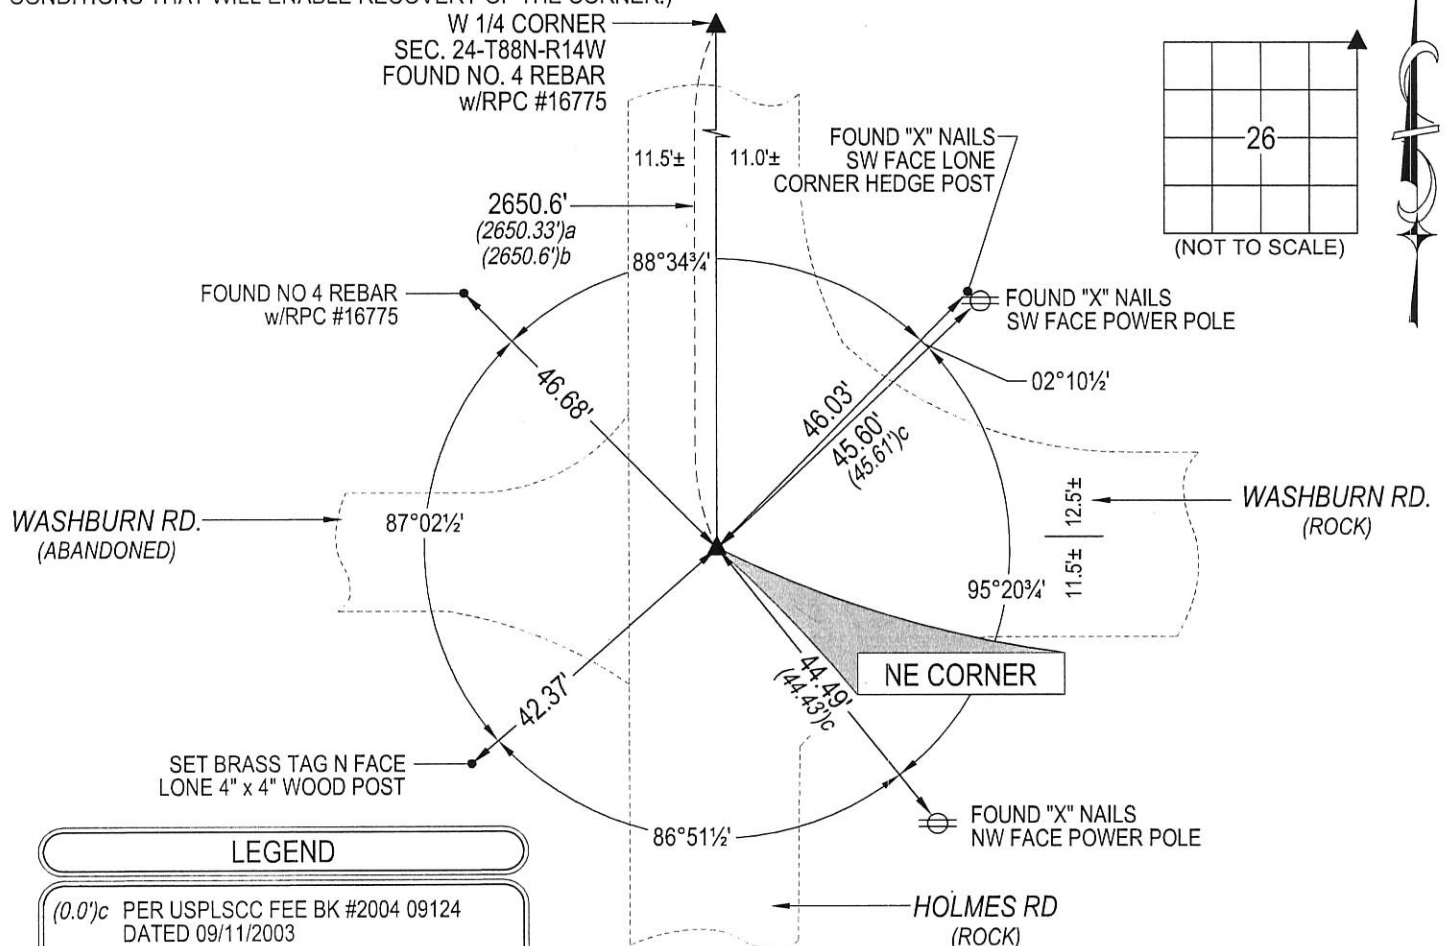 CONDITIONS THAT WILL ENABLE RECOVERY OF THE CORNER.)
W 1/4 CORNER
SEC. 24-T88N-R14W
FOUND NO. 4 REBAR
w/RPC #16775
11.5'±
11.0'±
FOUND "X" NAILS
SW FACE LONE
CORNER HEDGE POST
26
(NOT TO SCALE)
2650.6'
(2650.33')a
(2650.6')b
88°34¾'
FOUND NO 4 REBAR
w/RPC #16775
FOUND "X" NAILS
SW FACE POWER POLE
02°10½'
46.68'
46.03'
45.60'
(45.61')c
WASHBURN RD.
(ABANDONED)
87°02½'
12.5'±
11.5'±
WASHBURN RD.
(ROCK)
95°20¾'
NE CORNER
44.49'
(44.43')c
42.37'
SET BRASS TAG N FACE
LONE 4" x 4" WOOD POST
FOUND "X" NAILS
NW FACE POWER POLE
86°51½'
LEGEND
(0.0')c PER USPLSCC FEE BK #2004 09124
DATED 09/11/2003
HOLMES RD
(ROCK)